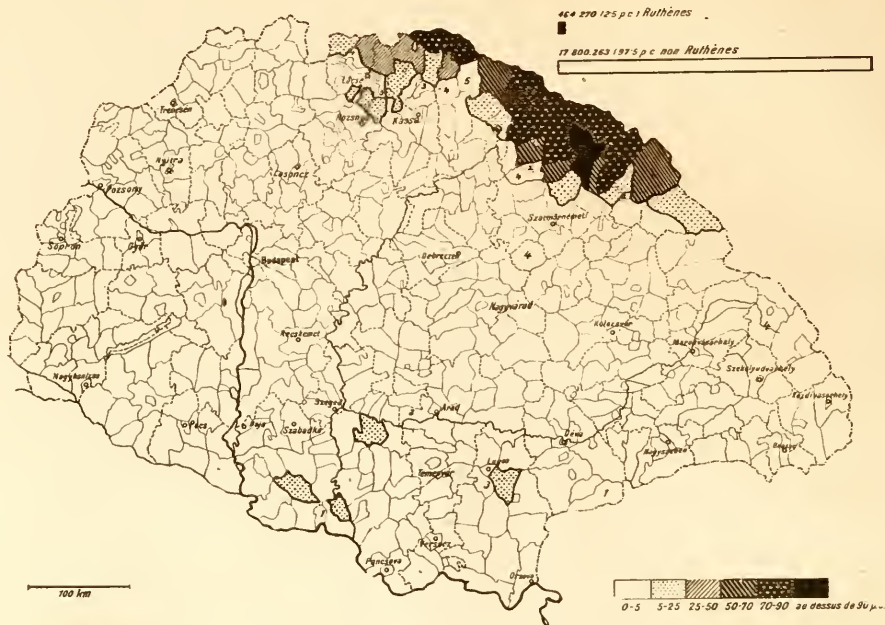 464 270 (2·5 p c) Ruthènes
17 800.263 (97·5 p c) non Ruthènes
Lőcse
Rozsny
Kassa
Trencsén
Nyitra
Losoncz
Pozsony
Szatmárnémeti
Sopron
Győr
Budapest
Debreczen
Nagyvárad
Kecskemét
Kolozsvár
Marosvásárhely
Székelyudvarhely
Nagykanizsa
Kézdivásárhely
Szeged
Arad
Pécs
Baja
Szabadka
Déva
Nagyszeben
Brassó
Temesvár
Lugos
Versecz
Pancsova
Orsova
100 km
0-5 5-25 25-50 50-70 70-90 au dessus de 90 p.c.